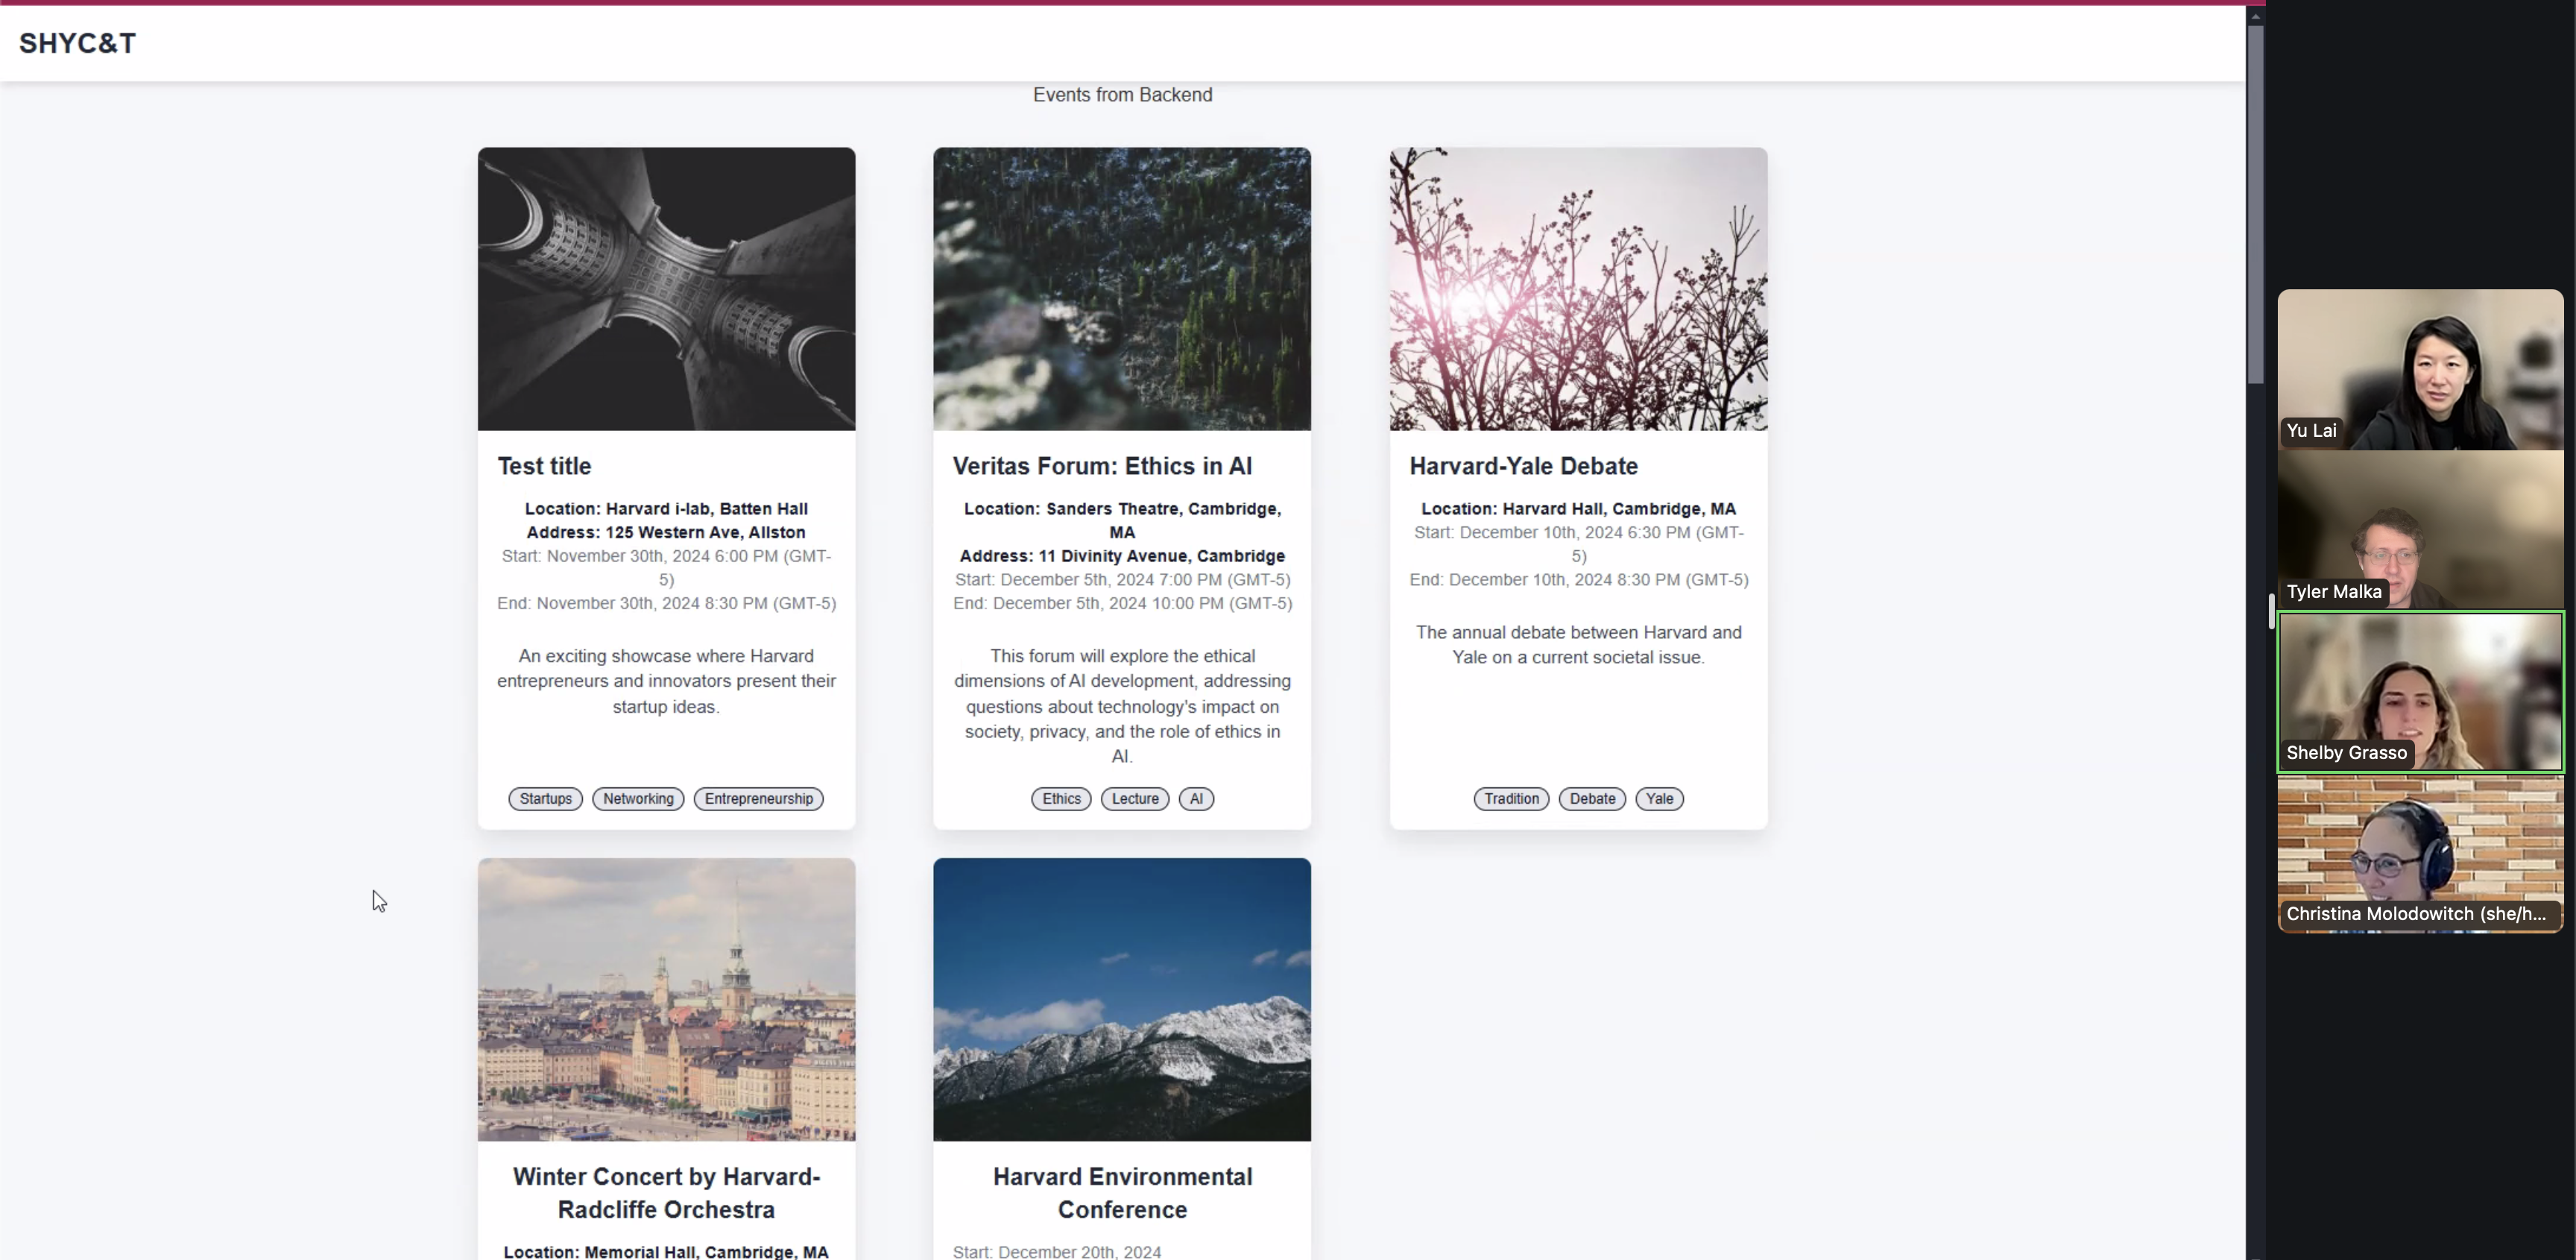 SHYC&T
Events from Backend
Test title
Location: Harvard i-lab, Batten Hall
Address: 125 Western Ave, Allston
Start: November 30th, 2024 6:00 PM (GMT-
5)
End: November 30th, 2024 8:30 PM (GMT-5)
An exciting showcase where Harvard
entrepreneurs and innovators present their
startup ideas.
Startups
Networking
Entrepreneurship
Veritas Forum: Ethics in AI
Location: Sanders Theatre, Cambridge,
MA
Address: 11 Divinity Avenue, Cambridge
Start: December 5th, 2024 7:00 PM (GMT-5)
End: December 5th, 2024 10:00 PM (GMT-5)
This forum will explore the ethical
dimensions of AI development, addressing
questions about technology's impact on
society, privacy, and the role of ethics in
AI.
Ethics
Lecture
AI
Harvard-Yale Debate
Location: Harvard Hall, Cambridge, MA
Start: December 10th, 2024 6:30 PM (GMT-
5)
End: December 10th, 2024 8:30 PM (GMT-5)
The annual debate between Harvard and
Yale on a current societal issue.
Tradition
Debate
Yale
Winter Concert by Harvard-
Radcliffe Orchestra
Location: Memorial Hall, Cambridge, MA
Harvard Environmental
Conference
Start: December 20th, 2024
Yu Lai
Tyler Malka
Shelby Grasso
Christina Molodowitch (she/h...